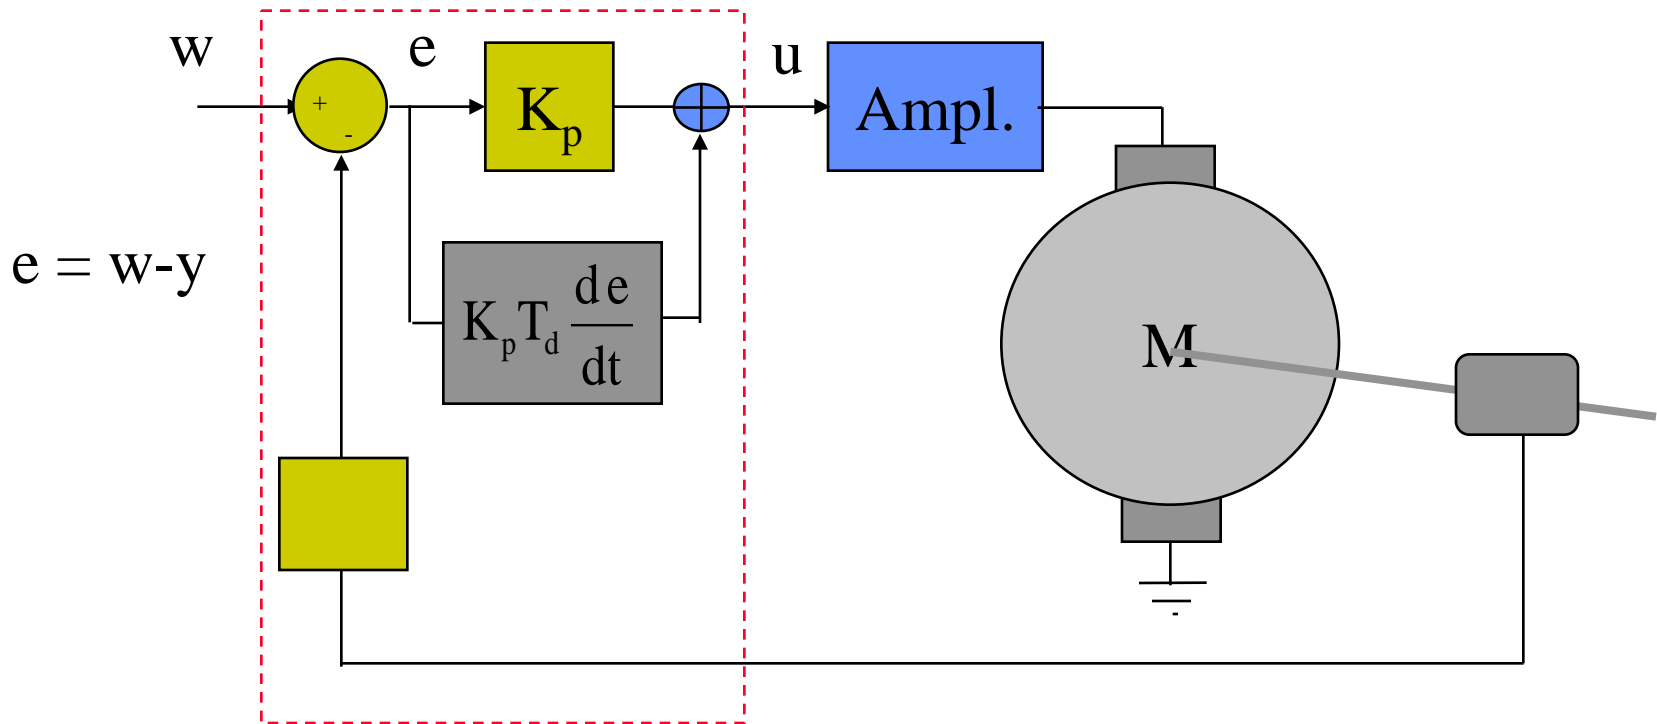 w
e
u
+
-
K_p
Ampl.
e = w-y
K_p T_d de/dt
M